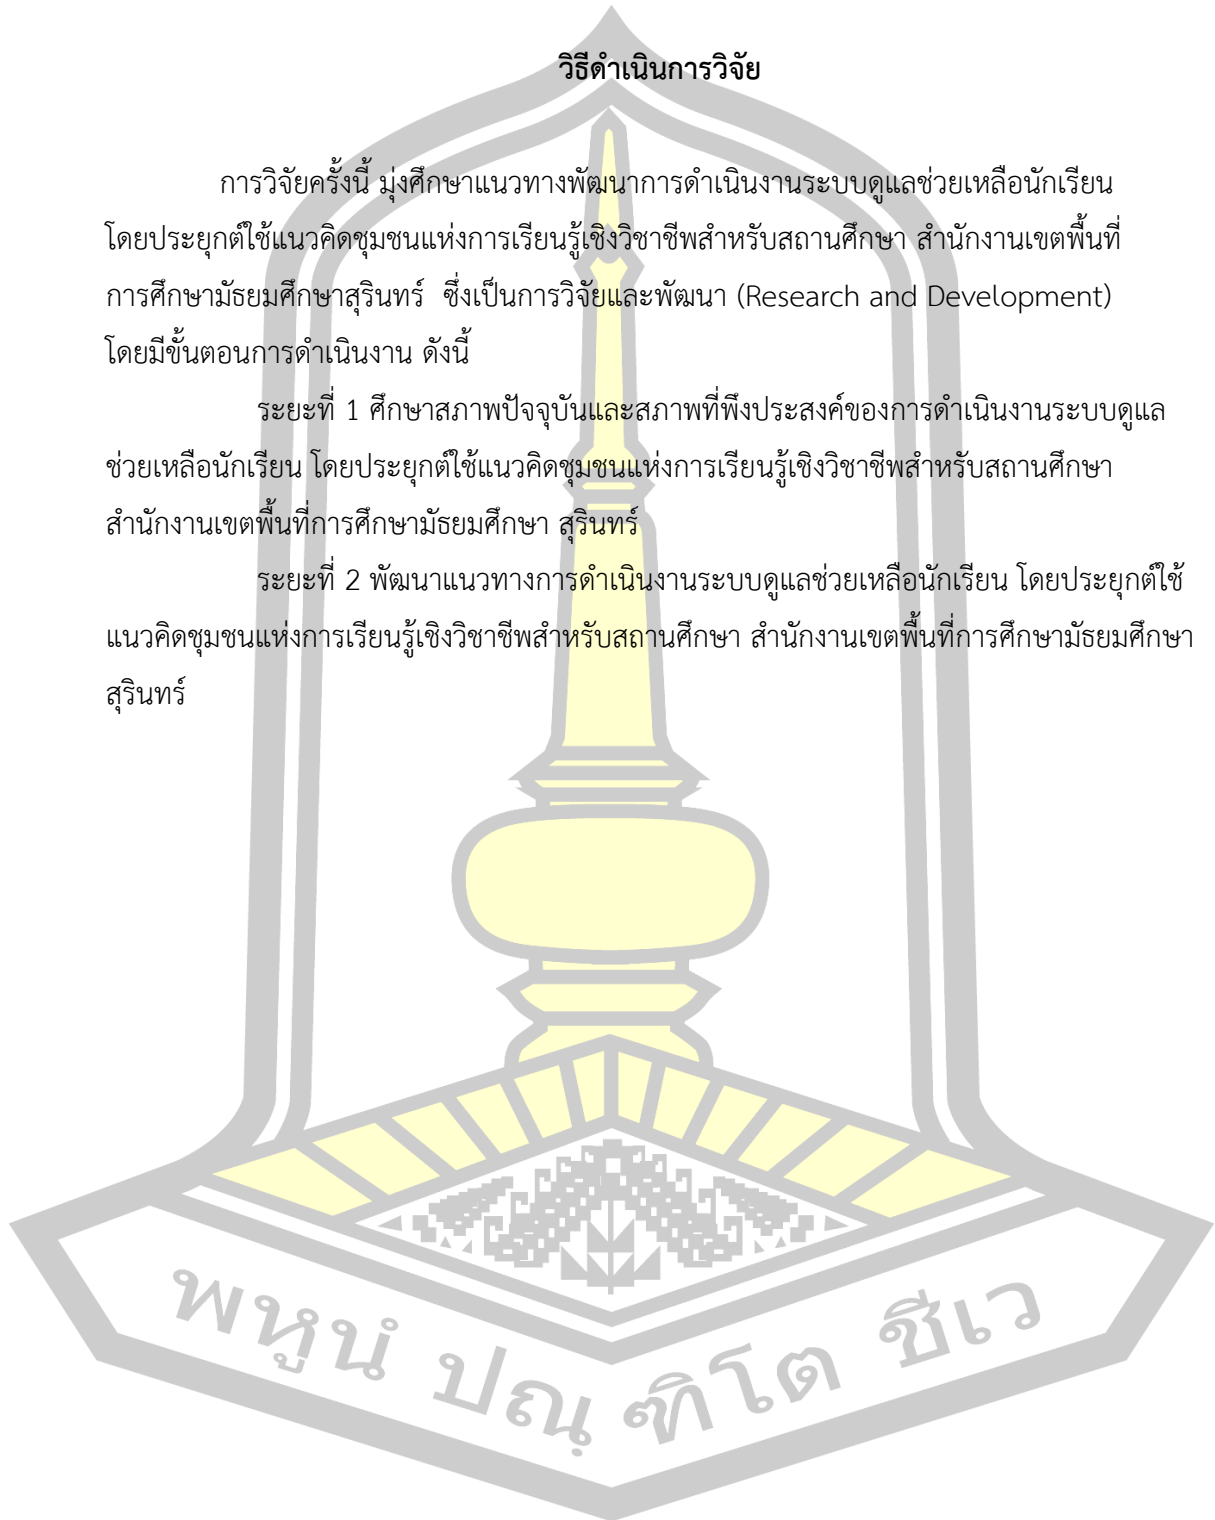 วิธีดำเนินการวิจัย
การวิจัยครั้งนี้ มุ่งศึกษาแนวทางพัฒนาการดำเนินงานระบบดูแลช่วยเหลือนักเรียน
โดยประยุกต์ใช้แนวคิดชุมชนแห่งการเรียนรู้เชิงวิชาชีพสำหรับสถานศึกษา สำนักงานเขตพื้นที่
การศึกษามัธยมศึกษาสุรินทร์ ซึ่งเป็นการวิจัยและพัฒนา (Research and Development)
โดยมีขั้นตอนการดำเนินงาน ดังนี้
ระยะที่ 1 ศึกษาสภาพปัจจุบันและสภาพที่พึงประสงค์ของการดำเนินงานระบบดูแล
ช่วยเหลือนักเรียน โดยประยุกต์ใช้แนวคิดชุมชนแห่งการเรียนรู้เชิงวิชาชีพสำหรับสถานศึกษา
สำนักงานเขตพื้นที่การศึกษามัธยมศึกษา สุรินทร์
ระยะที่ 2 พัฒนาแนวทางการดำเนินงานระบบดูแลช่วยเหลือนักเรียน โดยประยุกต์ใช้
แนวคิดชุมชนแห่งการเรียนรู้เชิงวิชาชีพสำหรับสถานศึกษา สำนักงานเขตพื้นที่การศึกษามัธยมศึกษา
สุรินทร์
พหูนํ ปณฺฑิโต ชีเว